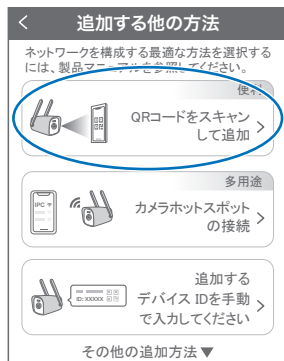 追加する他の方法
ネットワークを構成する最適な方法を選択する
には、製品マニュアルを参照してください。
便利
QRコードをスキャン
して追加
多用途
IPC
カメラホットスポット
の接続
追加する
デバイス IDを手動
で入力してください
ID: XXXXX
その他の追加方法▼